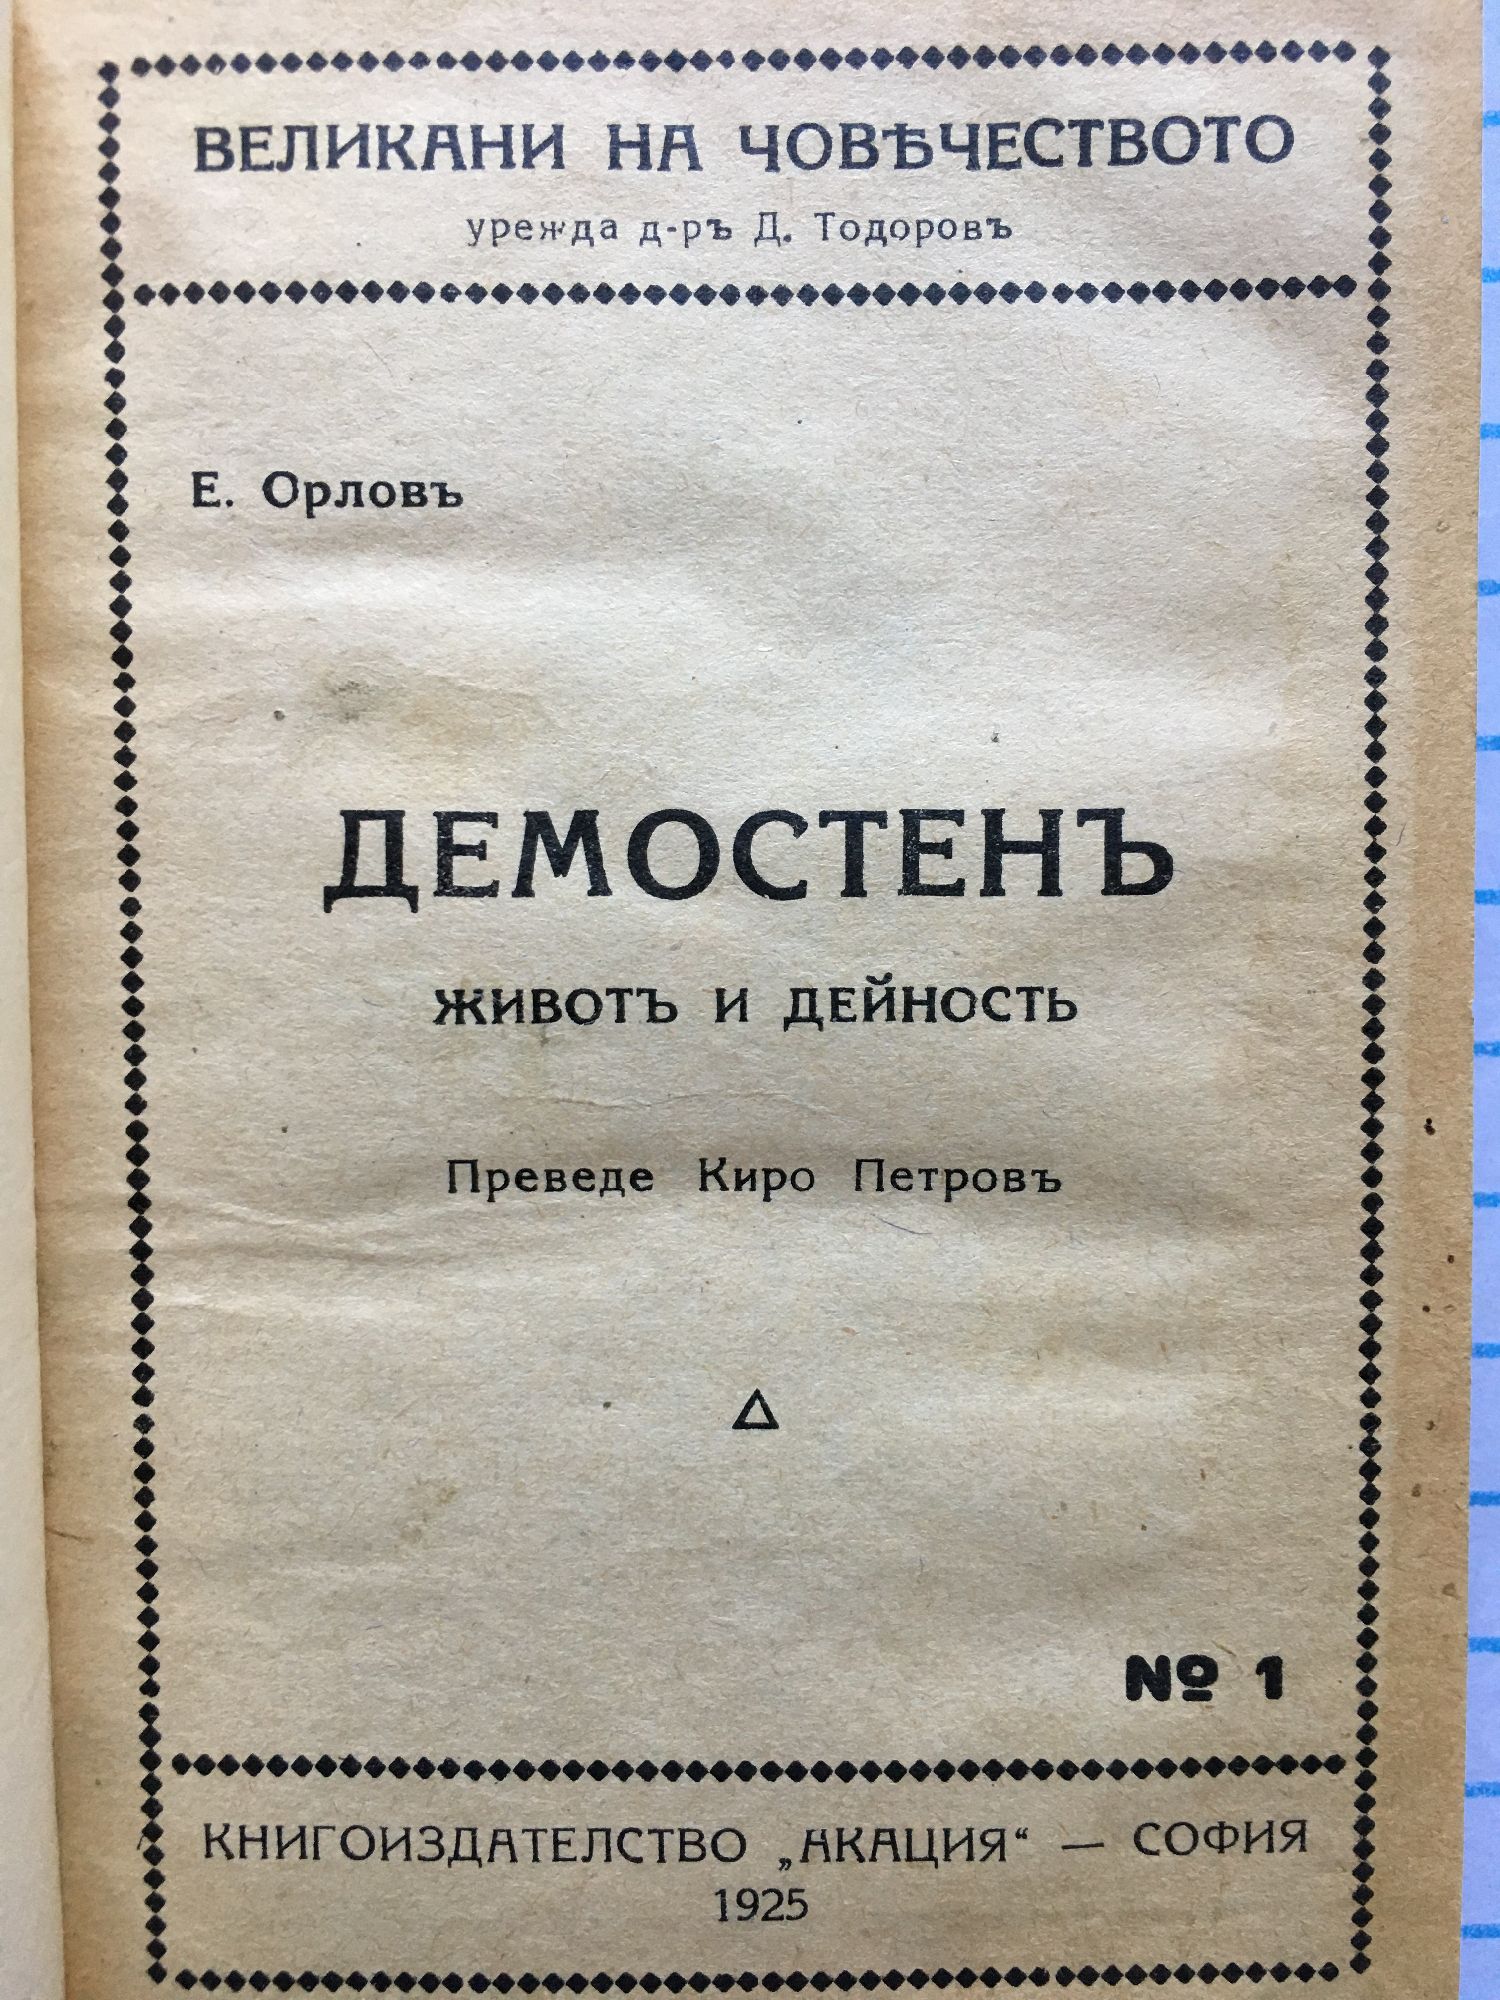 ВЕЛИКАНИ НА ЧОВѢЧЕСТВОТО
урежда д-ръ Д. Тодоровъ
Е. Орловъ
ДЕМОСТЕНЪ
ЖИВОТЪ И ДЕЙНОСТЬ
Преведе Киро Петровъ
№ 1
КНИГОИЗДАТЕЛСТВО „АКАЦИЯ“ — СОФИЯ
1925